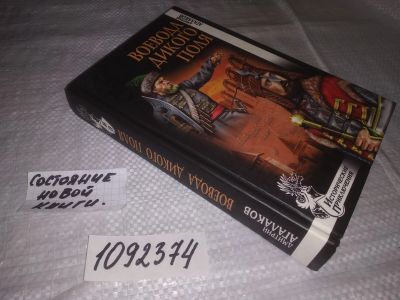 ВОЕВОДА
ДИКОГО
ПОЛЯ
ИСТОРИЧЕСКИЕ
ПРИКЛЮЧЕНИЯ
ДМИТРИЙ
АГАЛАКОВ
ВОЕВОДА ДИКОГО ПОЛЯ
СОСТОЯНИЕ
НОВОЙ
КНИГИ.
1092374